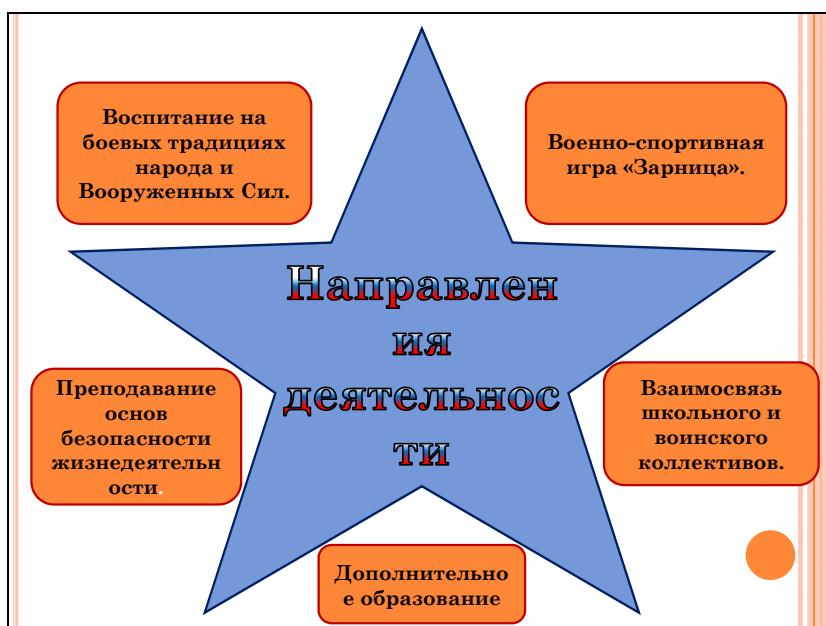 Воспитание на
боевых традициях
народа и
Вооруженных Сил.
Военно-спортивная
игра «Зарница».
Направлен
ия
деятельнос
ти
Преподавание
основ
безопасности
жизнедеятельн
ости.
Взаимосвязь
школьного и
воинского
коллективов.
Дополнительно
е образование